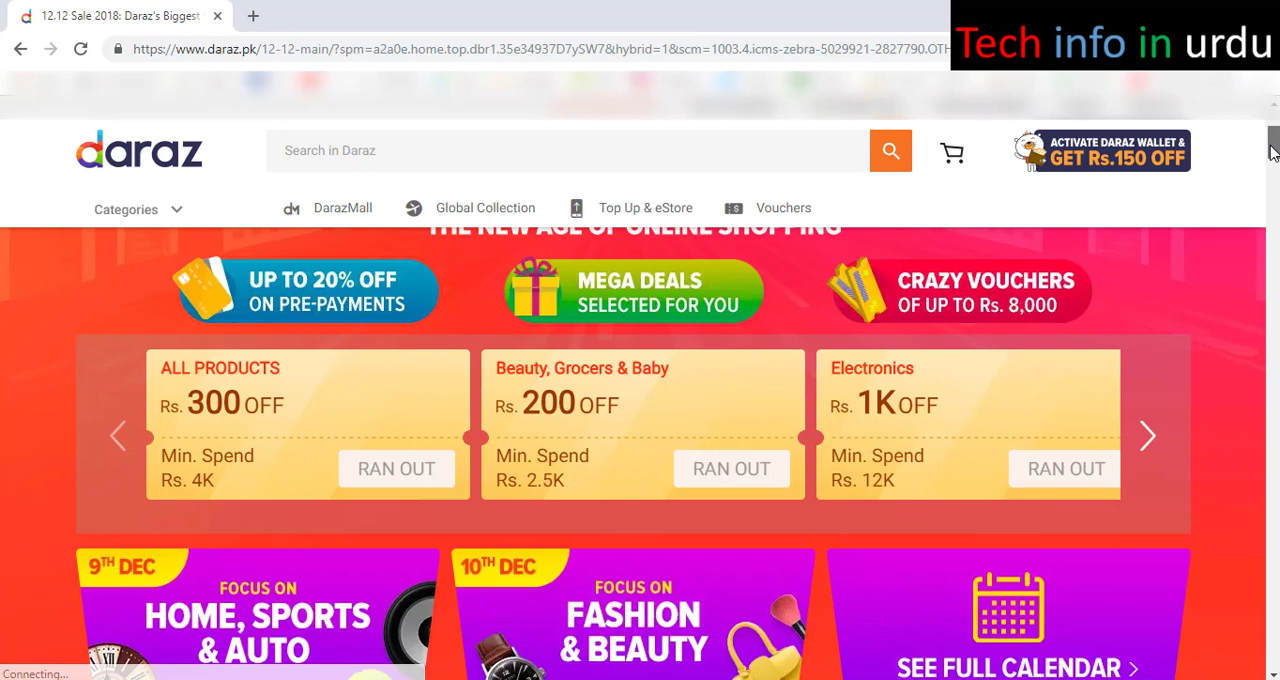 12.12 Sale 2018: Daraz's Biggest
https://www.daraz.pk/12-12-main/?spm=a2a0e.home.top.dbr1.35e34937D7ySW7&hybrid=1&scm=1003.4.icms-zebra-5029921-2827790.OTH
Tech info in urdu
daraz
Search in Daraz
ACTIVATE DARAZ WALLET &
GET Rs.150 OFF
Categories
DarazMall
Global Collection
Top Up & eStore
Vouchers
THE NEW AGE OF ONLINE SHOPPING
UP TO 20% OFF
ON PRE-PAYMENTS
MEGA DEALS
SELECTED FOR YOU
CRAZY VOUCHERS
OF UP TO Rs. 8,000
ALL PRODUCTS
Rs. 300 OFF
Min. Spend
Rs. 4K
RAN OUT
Beauty, Grocers & Baby
Rs. 200 OFF
Min. Spend
Rs. 2.5K
RAN OUT
Electronics
Rs. 1K OFF
Min. Spend
Rs. 12K
RAN OUT
9TH DEC
FOCUS ON
HOME, SPORTS
& AUTO
10TH DEC
FOCUS ON
FASHION
& BEAUTY
SEE FULL CALENDAR >
Connecting...